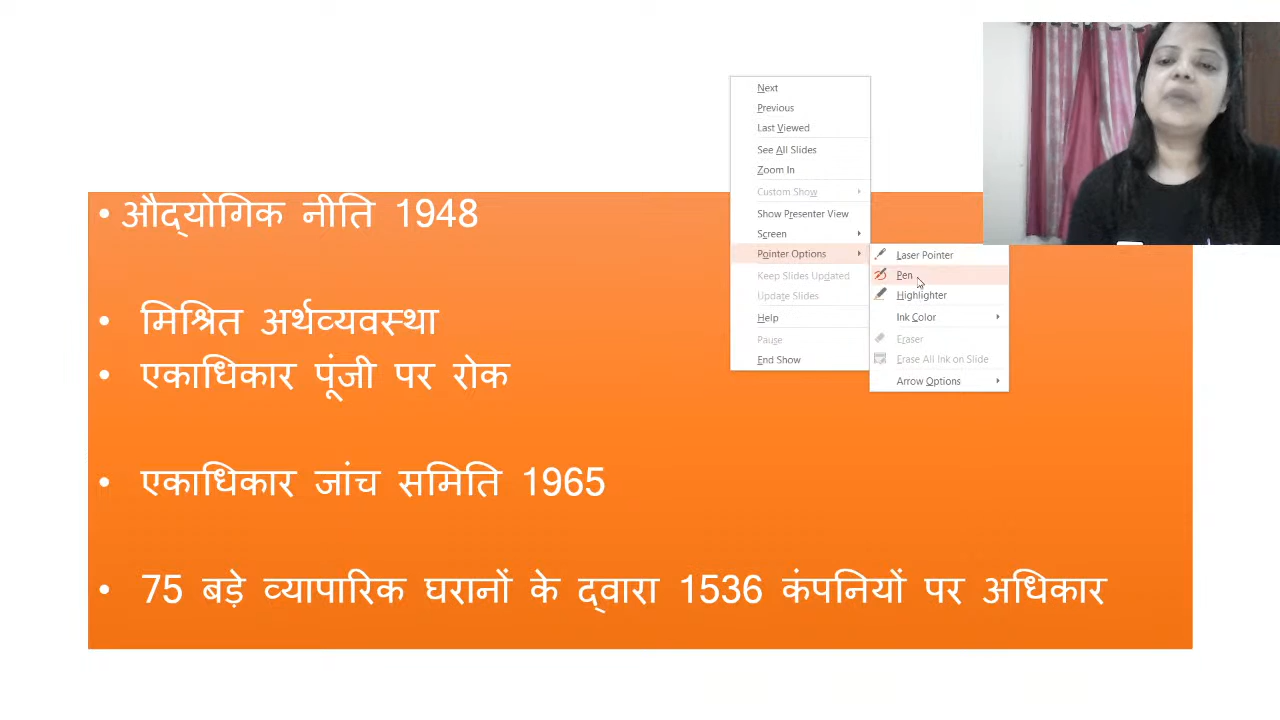 Next
Previous
Last Viewed
See All Slides
Zoom In
Custom Show
Show Presenter View
Screen
Pointer Options
Keep Slides Updated
Update Slides
Help
Pause
End Show
Laser Pointer
Pen
Highlighter
Ink Color
Eraser
Erase All Ink on Slide
Arrow Options
• औद्योगिक नीति 1948
• मिश्रित अर्थव्यवस्था
• एकाधिकार पूंजी पर रोक
• एकाधिकार जांच समिति 1965
• 75 बड़े व्यापारिक घरानों के द्वारा 1536 कंपनियों पर अधिकार